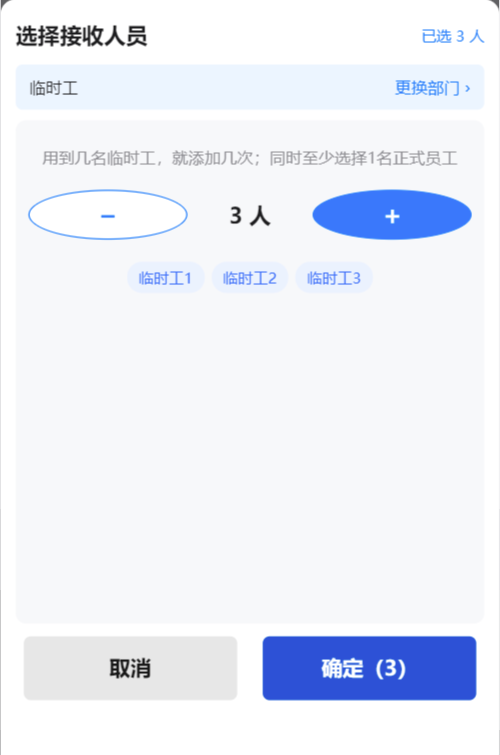 选择接收人员 已选 3 人
临时工 更换部门 ›
用到几名临时工，就添加几次；同时至少选择1名正式员工
− 3 人 +
临时工1 临时工2 临时工3
取消 确定（3）